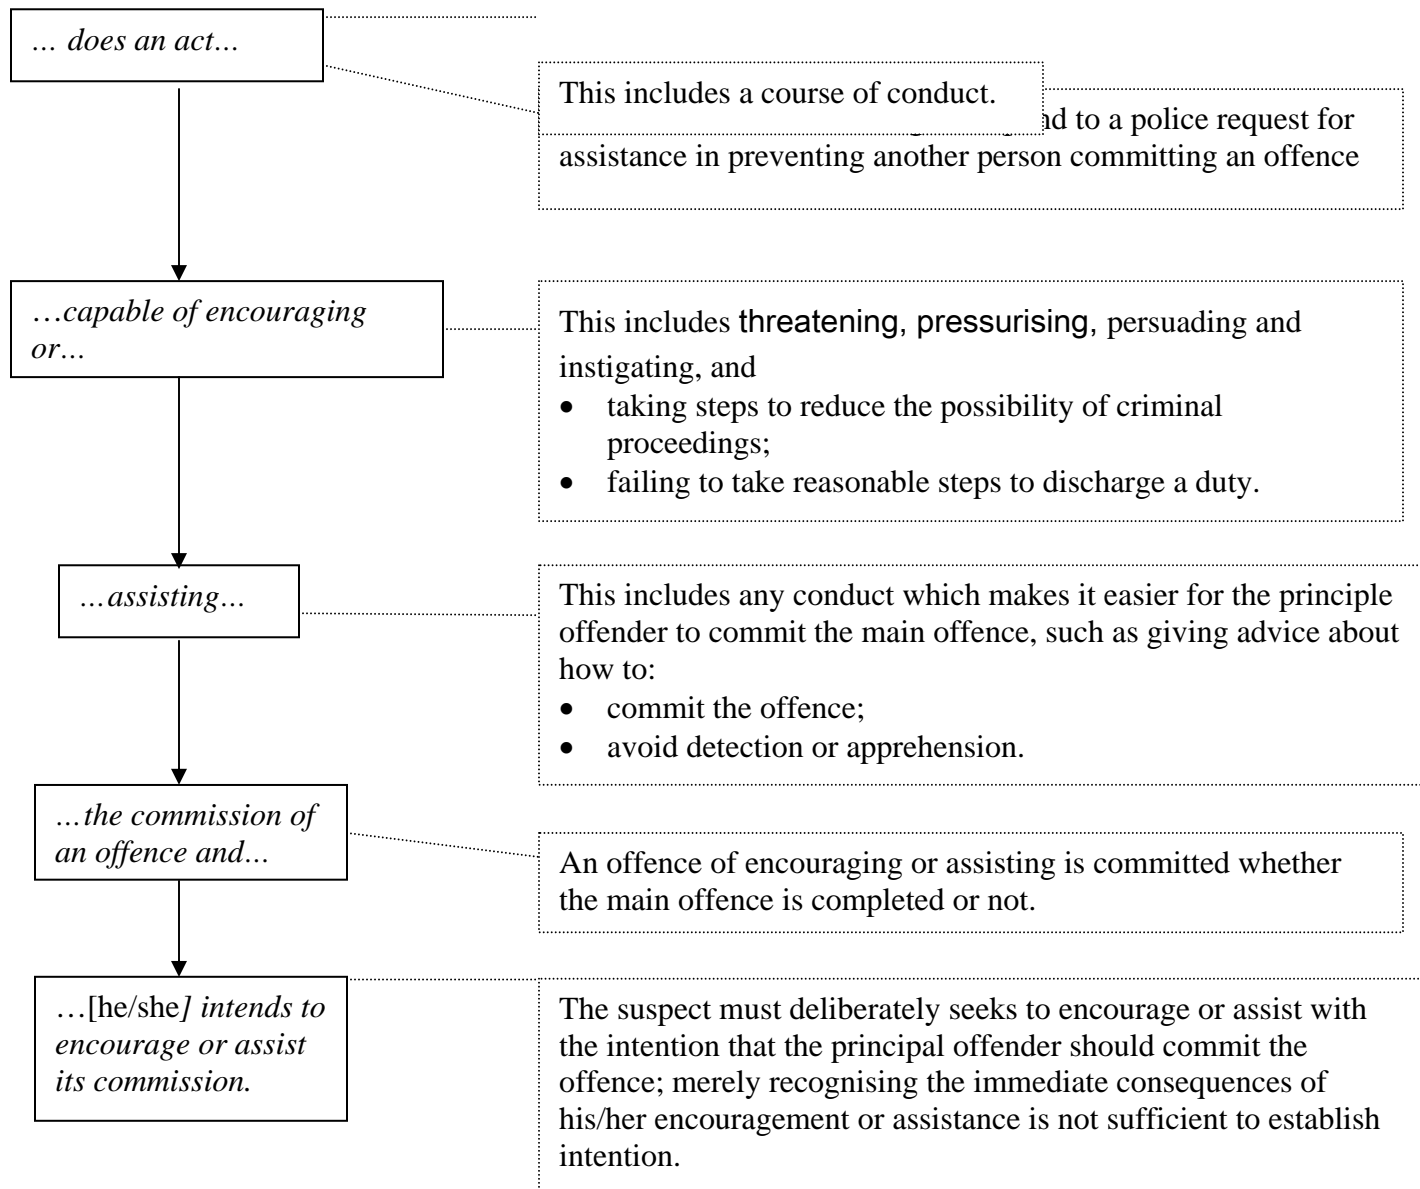 … does an act…
This includes a course of conduct.
to a police request for
assistance in preventing another person committing an offence
…capable of encouraging
or…
This includes threatening, pressurising, persuading and
instigating, and
• taking steps to reduce the possibility of criminal
proceedings;
• failing to take reasonable steps to discharge a duty.
…assisting…
This includes any conduct which makes it easier for the principle
offender to commit the main offence, such as giving advice about
how to:
• commit the offence;
• avoid detection or apprehension.
…the commission of
an offence and…
An offence of encouraging or assisting is committed whether
the main offence is completed or not.
…[he/she] intends to
encourage or assist
its commission.
The suspect must deliberately seeks to encourage or assist with
the intention that the principal offender should commit the
offence; merely recognising the immediate consequences of
his/her encouragement or assistance is not sufficient to establish
intention.